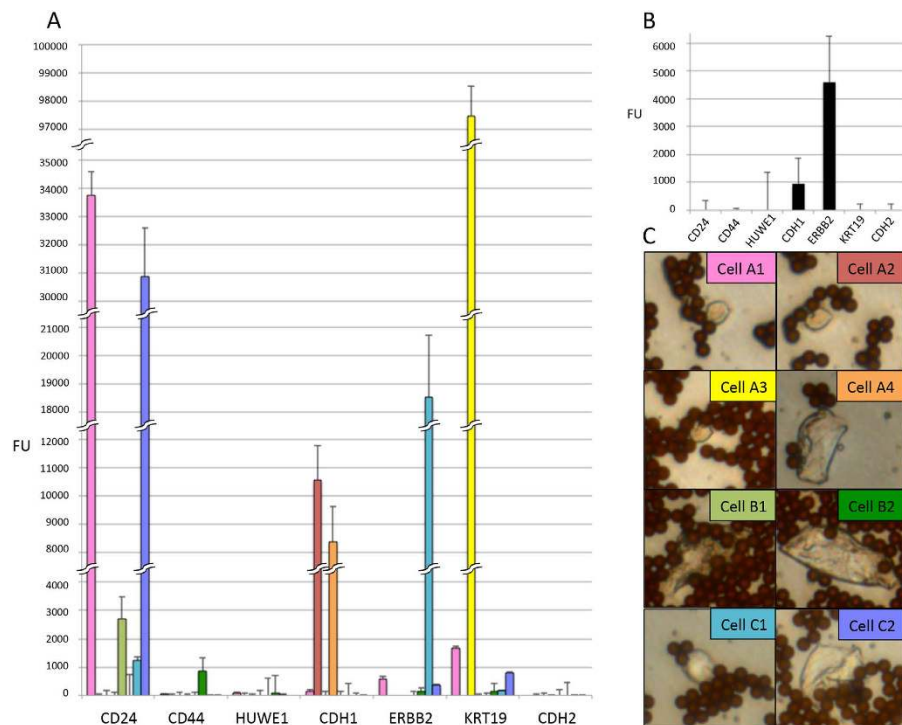 A
100000
99000
98000
97000
35000
34000
33000
32000
31000
30000
21000
20000
19000
18000
FU
12000
11000
10000
9000
8000
4000
3000
2000
1000
0
CD24 CD44 HUWE1 CDH1 ERBB2 KRT19 CDH2
B
6000
5000
FU
4000
3000
2000
1000
0
CD24 CD44 HUWE1 CDH1 ERBB2 KRT19 CDH2
C
Cell A1 Cell A2
Cell A3 Cell A4
Cell B1 Cell B2
Cell C1 Cell C2